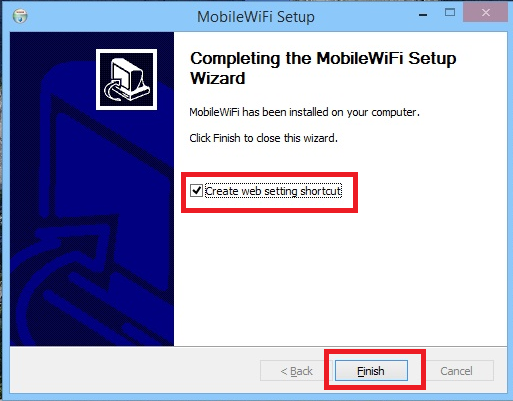 MobileWiFi Setup
Completing the MobileWiFi Setup
Wizard
MobileWiFi has been installed on your computer.
Click Finish to close this wizard.
Create web setting shortcut
< Back Finish Cancel